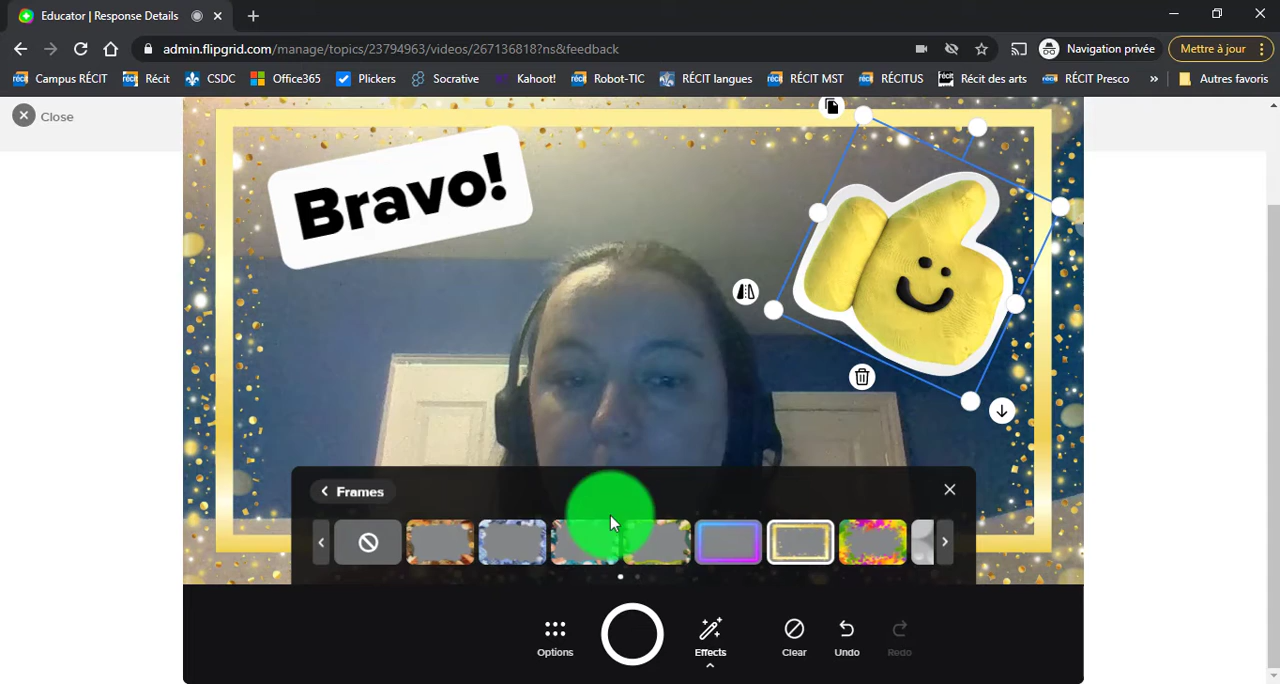 Educator | Response Details
admin.flipgrid.com/manage/topics/23794963/videos/267136818?ns&feedback
Navigation privée
Mettre à jour
Campus RÉCIT
Récit
CSDC
Office365
Plickers
Socrative
Kahoot!
Robot-TIC
RÉCIT langues
RÉCIT MST
RÉCITUS
Récit des arts
RÉCIT Presco
»
Autres favoris
Close
Bravo!
Frames
Options
Effects
Clear
Undo
Redo